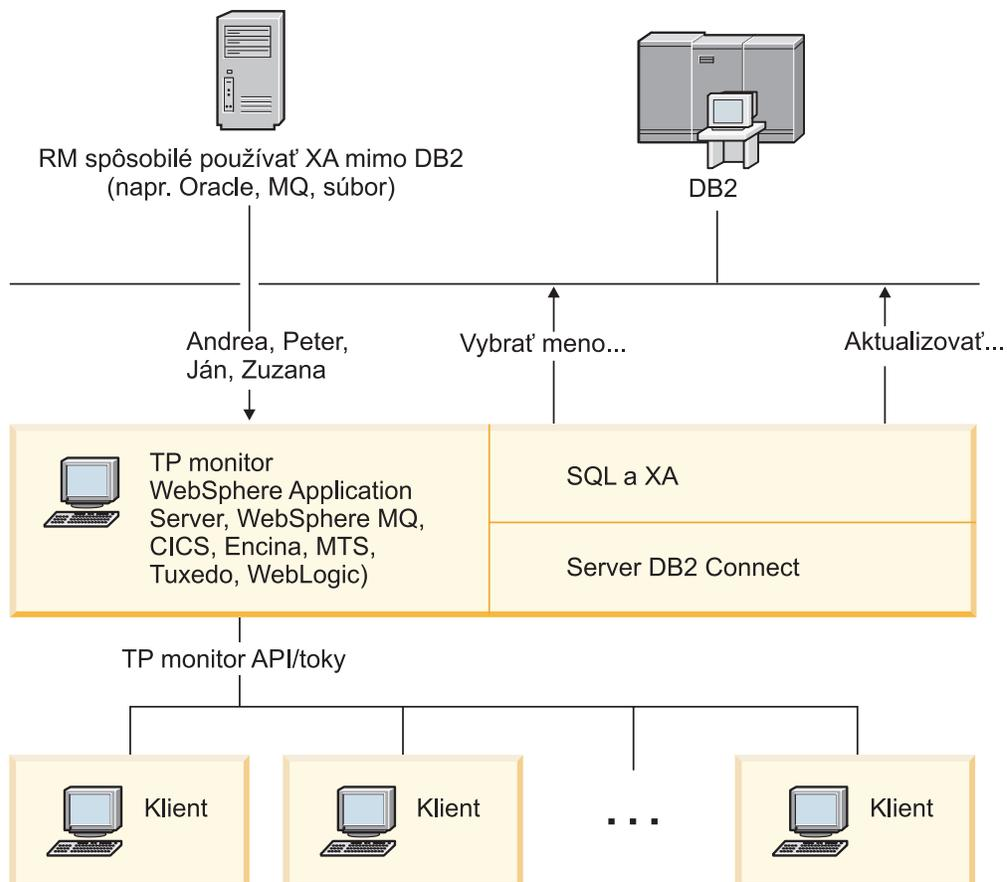 RM spôsobilé používať XA mimo DB2
(napr. Oracle, MQ, súbor)
DB2
Andrea, Peter,
Ján, Zuzana
Vybrať meno...
Aktualizovať...
TP monitor
WebSphere Application
Server, WebSphere MQ,
CICS, Encina, MTS,
Tuxedo, WebLogic)
SQL a XA
Server DB2 Connect
TP monitor API/toky
Klient
Klient
. . .
Klient